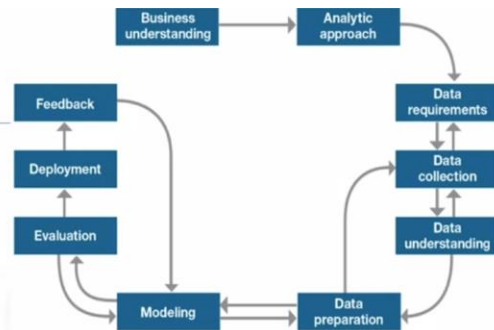 Business
understanding
Analytic
approach
Data
requirements
Data
collection
Data
understanding
Data
preparation
Modeling
Evaluation
Deployment
Feedback